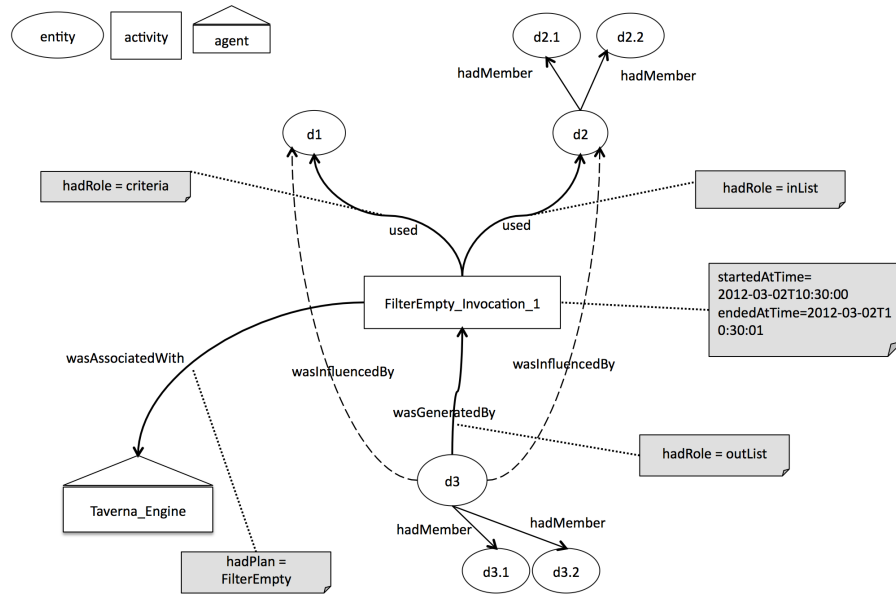 entity
activity
agent
d2.1
d2.2
hadMember
hadMember
d1
d2
hadRole = criteria
hadRole = inList
used
used
FilterEmpty_Invocation_1
startedAtTime=
2012-03-02T10:30:00
endedAtTime=2012-03-02T1
0:30:01
wasAssociatedWith
wasInfluencedBy
wasInfluencedBy
wasGeneratedBy
hadRole = outList
d3
Taverna_Engine
hadMember
hadMember
hadPlan =
FilterEmpty
d3.1
d3.2